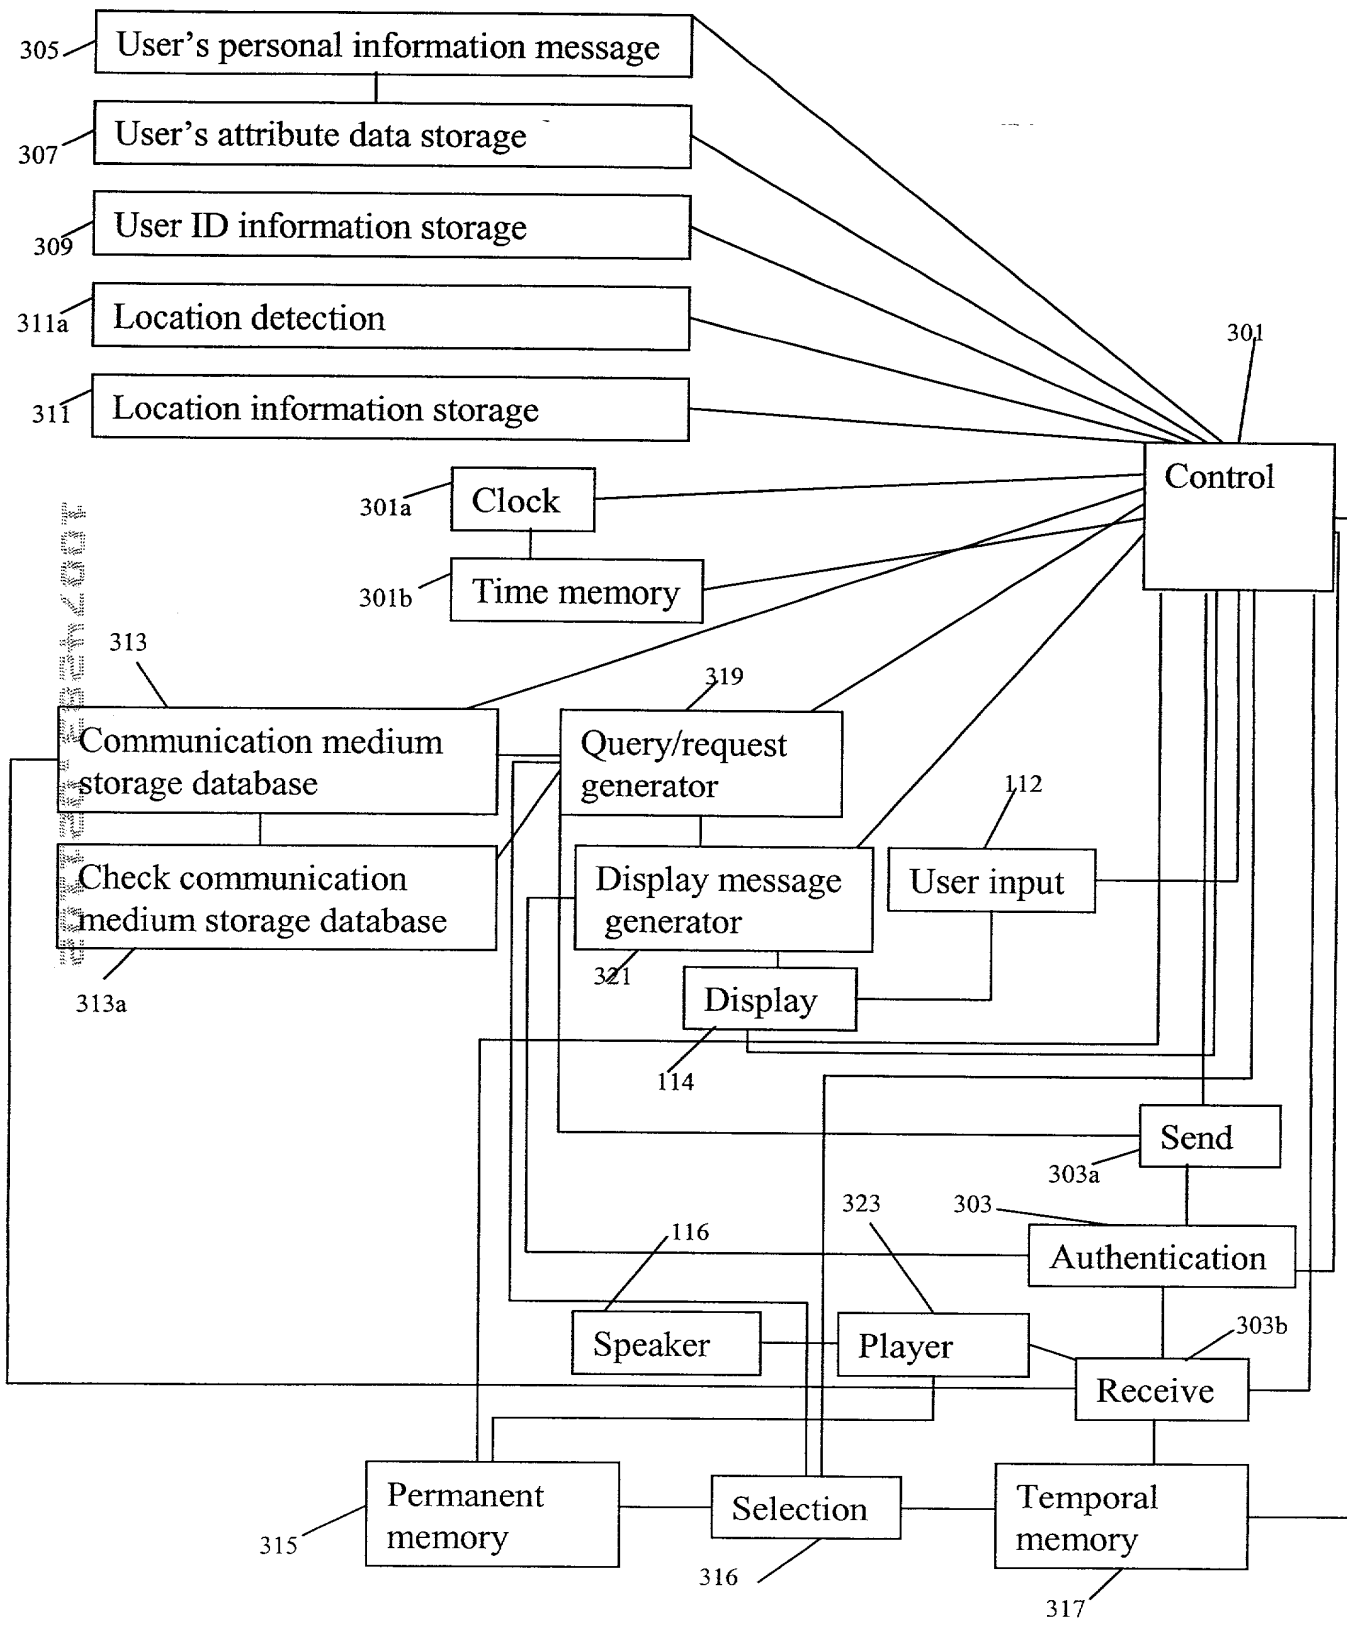 305
User's personal information message
User's attribute data storage
307
User ID information storage
309
311a
Location detection
301
311
Location information storage
Control
301a
Clock
301b
Time memory
313
319
Communication medium
storage database
Query/request
generator
112
Check communication
medium storage database
Display message
generator
User input
313a
321
Display
114
Send
303a
323
303
116
Authentication
303b
Speaker
Player
Receive
Permanent
memory
Selection
Temporal
memory
315
316
317